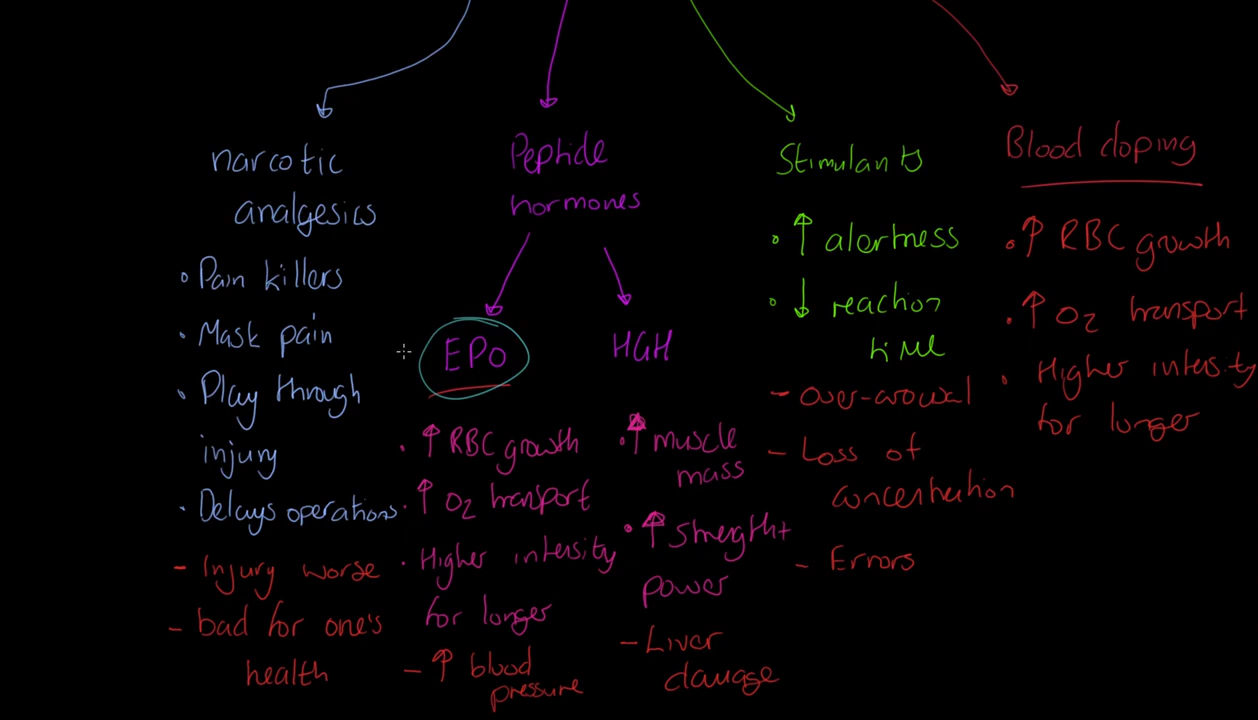 narcotic
analgesics
• Pain killers
• Mask pain
• Play through
injury
• Delays operations
- Injury worse
- bad for one's
health
Peptide
hormones
EPO
• ↑ RBC growth
• ↑ O2 transport
• Higher intensity
for longer
- ↑ blood
pressure
HGH
• ↑ muscle
mass
• ↑ Strength +
power
- Liver
damage
Stimulants
• ↑ alertness
• ↓ reaction
time
- Over-arousal
- Loss of
concentration
- Errors
Blood doping
• ↑ RBC growth
• ↑ O2 transport
• Higher intensity
for longer